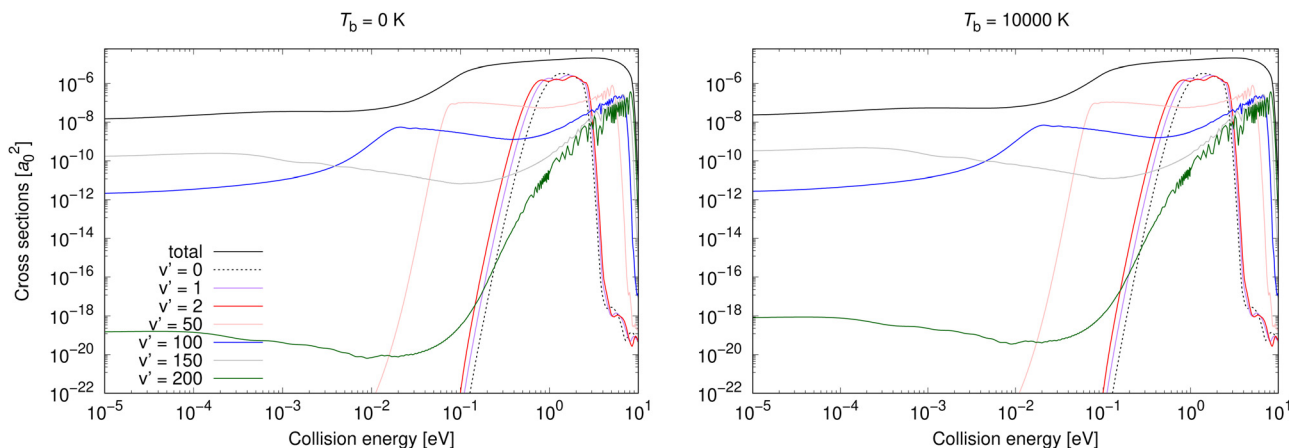 T_b = 0 K
Cross sections [a_0^2]
10^-6
10^-8
10^-10
10^-12
10^-14
10^-16
10^-18
10^-20
10^-22
total
v' = 0
v' = 1
v' = 2
v' = 50
v' = 100
v' = 150
v' = 200
10^-5 10^-4 10^-3 10^-2 10^-1 10^0 10^1
Collision energy [eV]
T_b = 10000 K
10^-6
10^-8
10^-10
10^-12
10^-14
10^-16
10^-18
10^-20
10^-22
10^-5 10^-4 10^-3 10^-2 10^-1 10^0 10^1
Collision energy [eV]